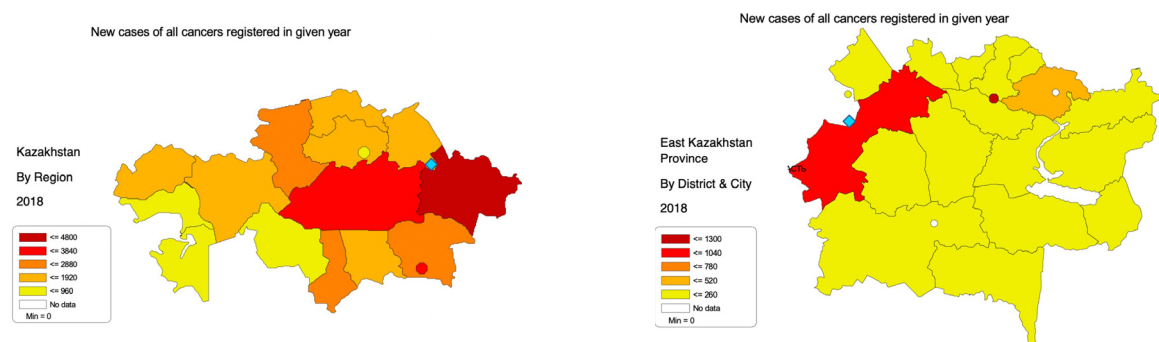 New cases of all cancers registered in given year
Kazakhstan
By Region
2018
<= 4800
<= 3840
<= 2880
<= 1920
<= 960
No data
Min = 0
New cases of all cancers registered in given year
East Kazakhstan
Province
By District & City
2018
<= 1300
<= 1040
<= 780
<= 520
<= 260
No data
Min = 0